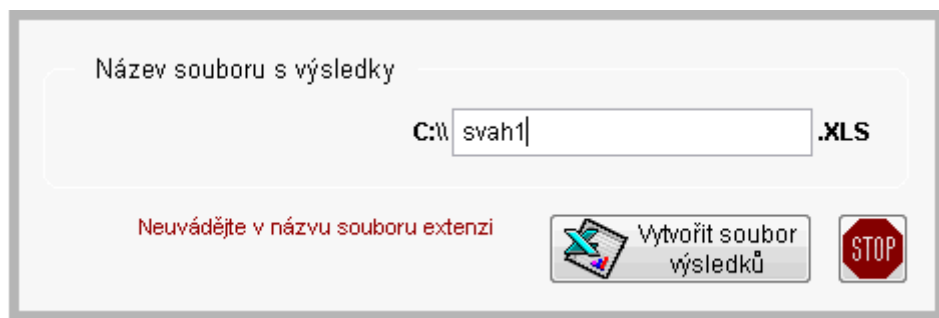 Název souboru s výsledky
C:\\ svah1 .XLS
Neuvádějte v názvu souboru extenzi
Vytvořit soubor
výsledků
STOP